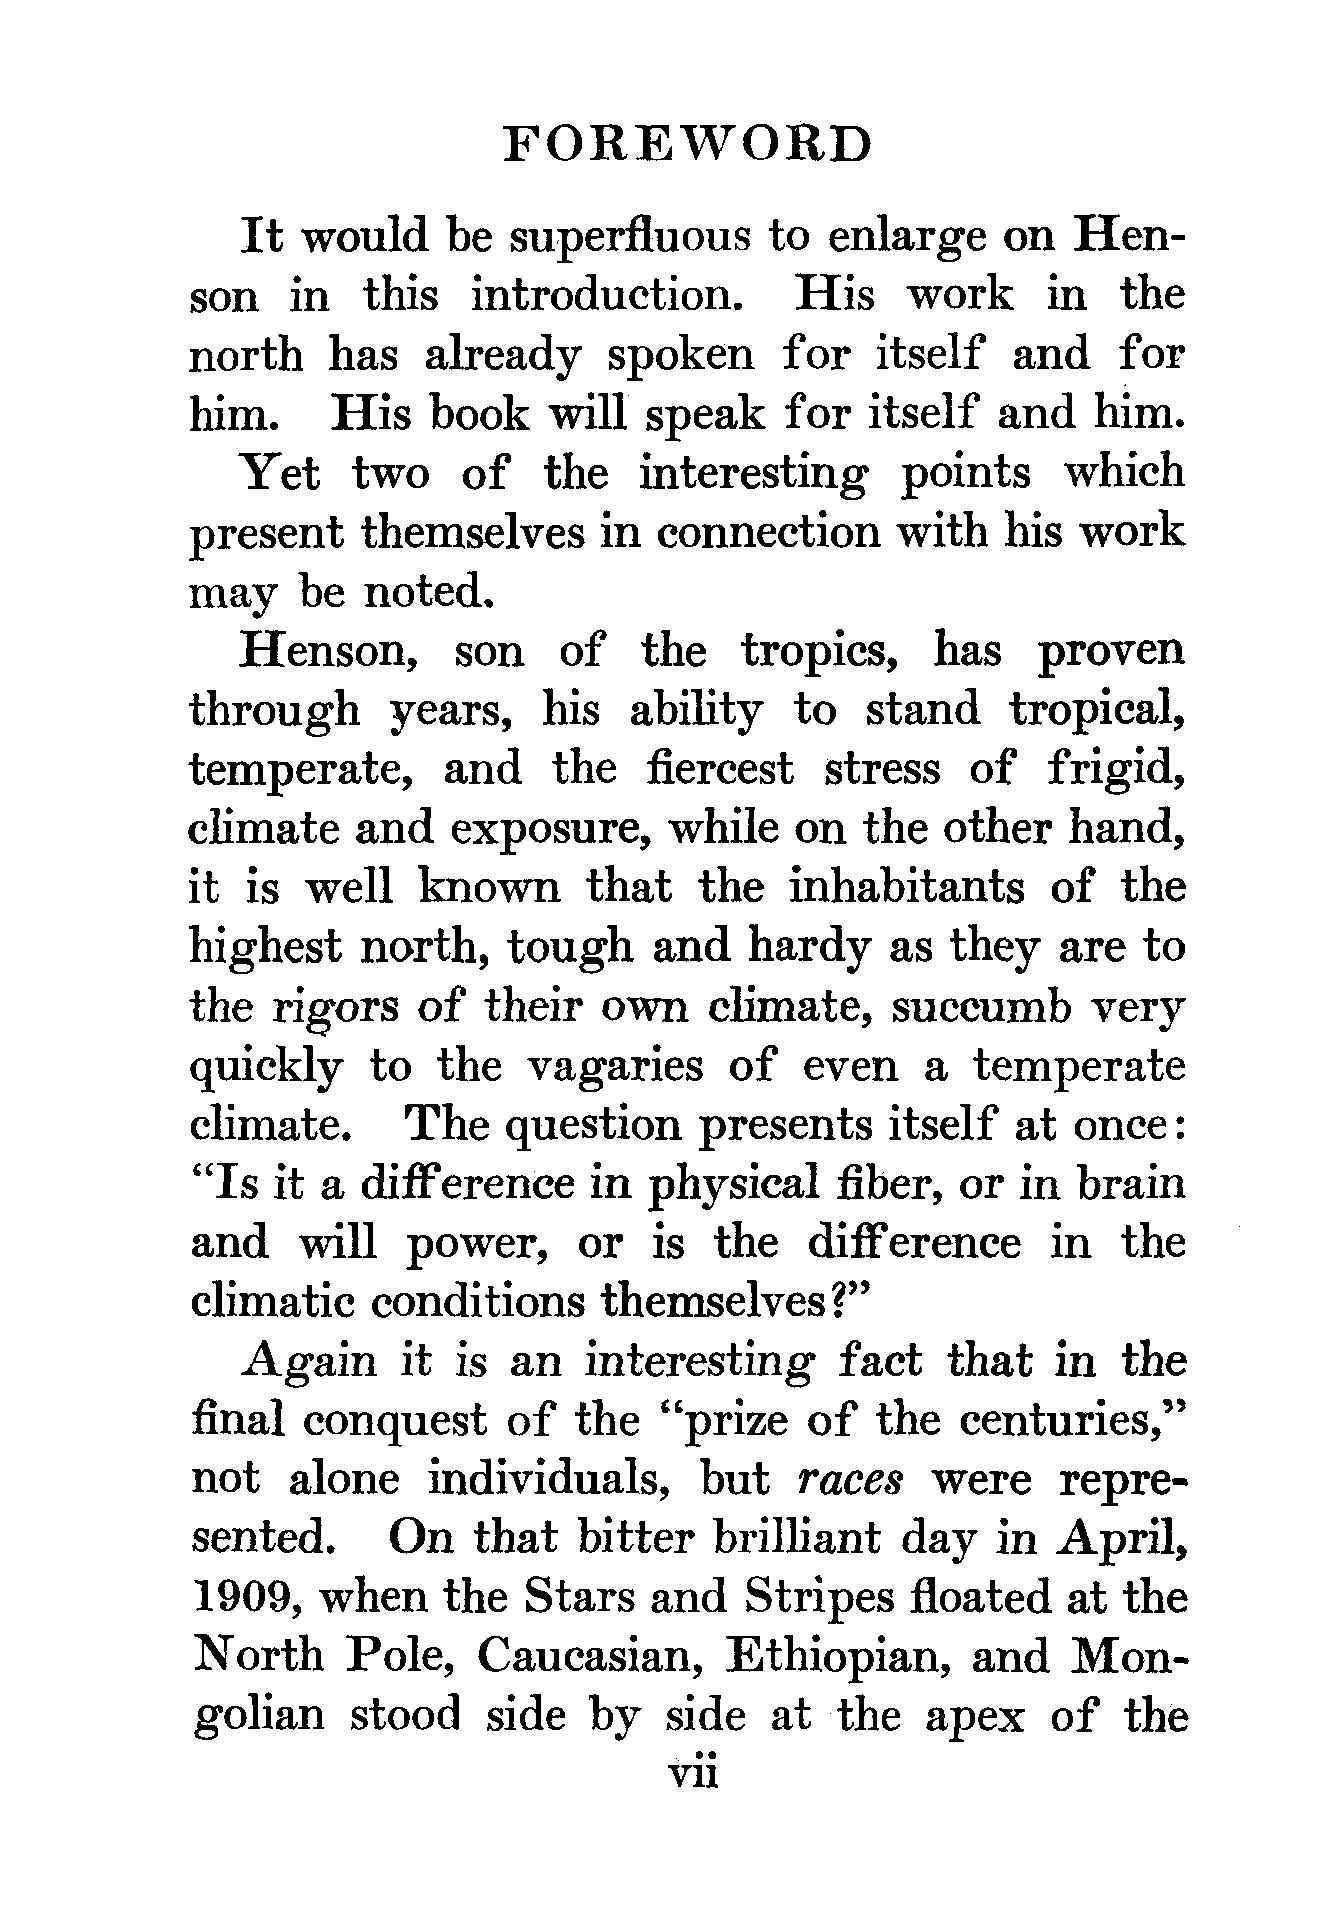 FOREWORD
It would be superfluous to enlarge on Hen-
son in this introduction. His work in the
north has already spoken for itself and for
him. His book will speak for itself and him.
Yet two of the interesting points which
present themselves in connection with his work
may be noted.
Henson, son of the tropics, has proven
through years, his ability to stand tropical,
temperate, and the fiercest stress of frigid,
climate and exposure, while on the other hand,
it is well known that the inhabitants of the
highest north, tough and hardy as they are to
the rigors of their own climate, succumb very
quickly to the vagaries of even a temperate
climate. The question presents itself at once:
“Is it a difference in physical fiber, or in brain
and will power, or is the difference in the
climatic conditions themselves?”
Again it is an interesting fact that in the
final conquest of the “prize of the centuries,”
not alone individuals, but races were repre-
sented. On that bitter brilliant day in April,
1909, when the Stars and Stripes floated at the
North Pole, Caucasian, Ethiopian, and Mon-
golian stood side by side at the apex of the
vii